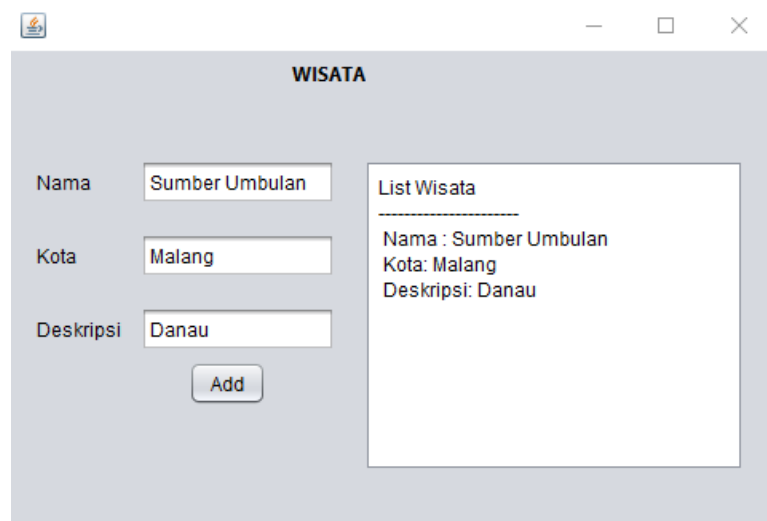 WISATA
Nama
Sumber Umbulan
Kota
Malang
Deskripsi
Danau
Add
List Wisata
----------------------
Nama : Sumber Umbulan
Kota: Malang
Deskripsi: Danau